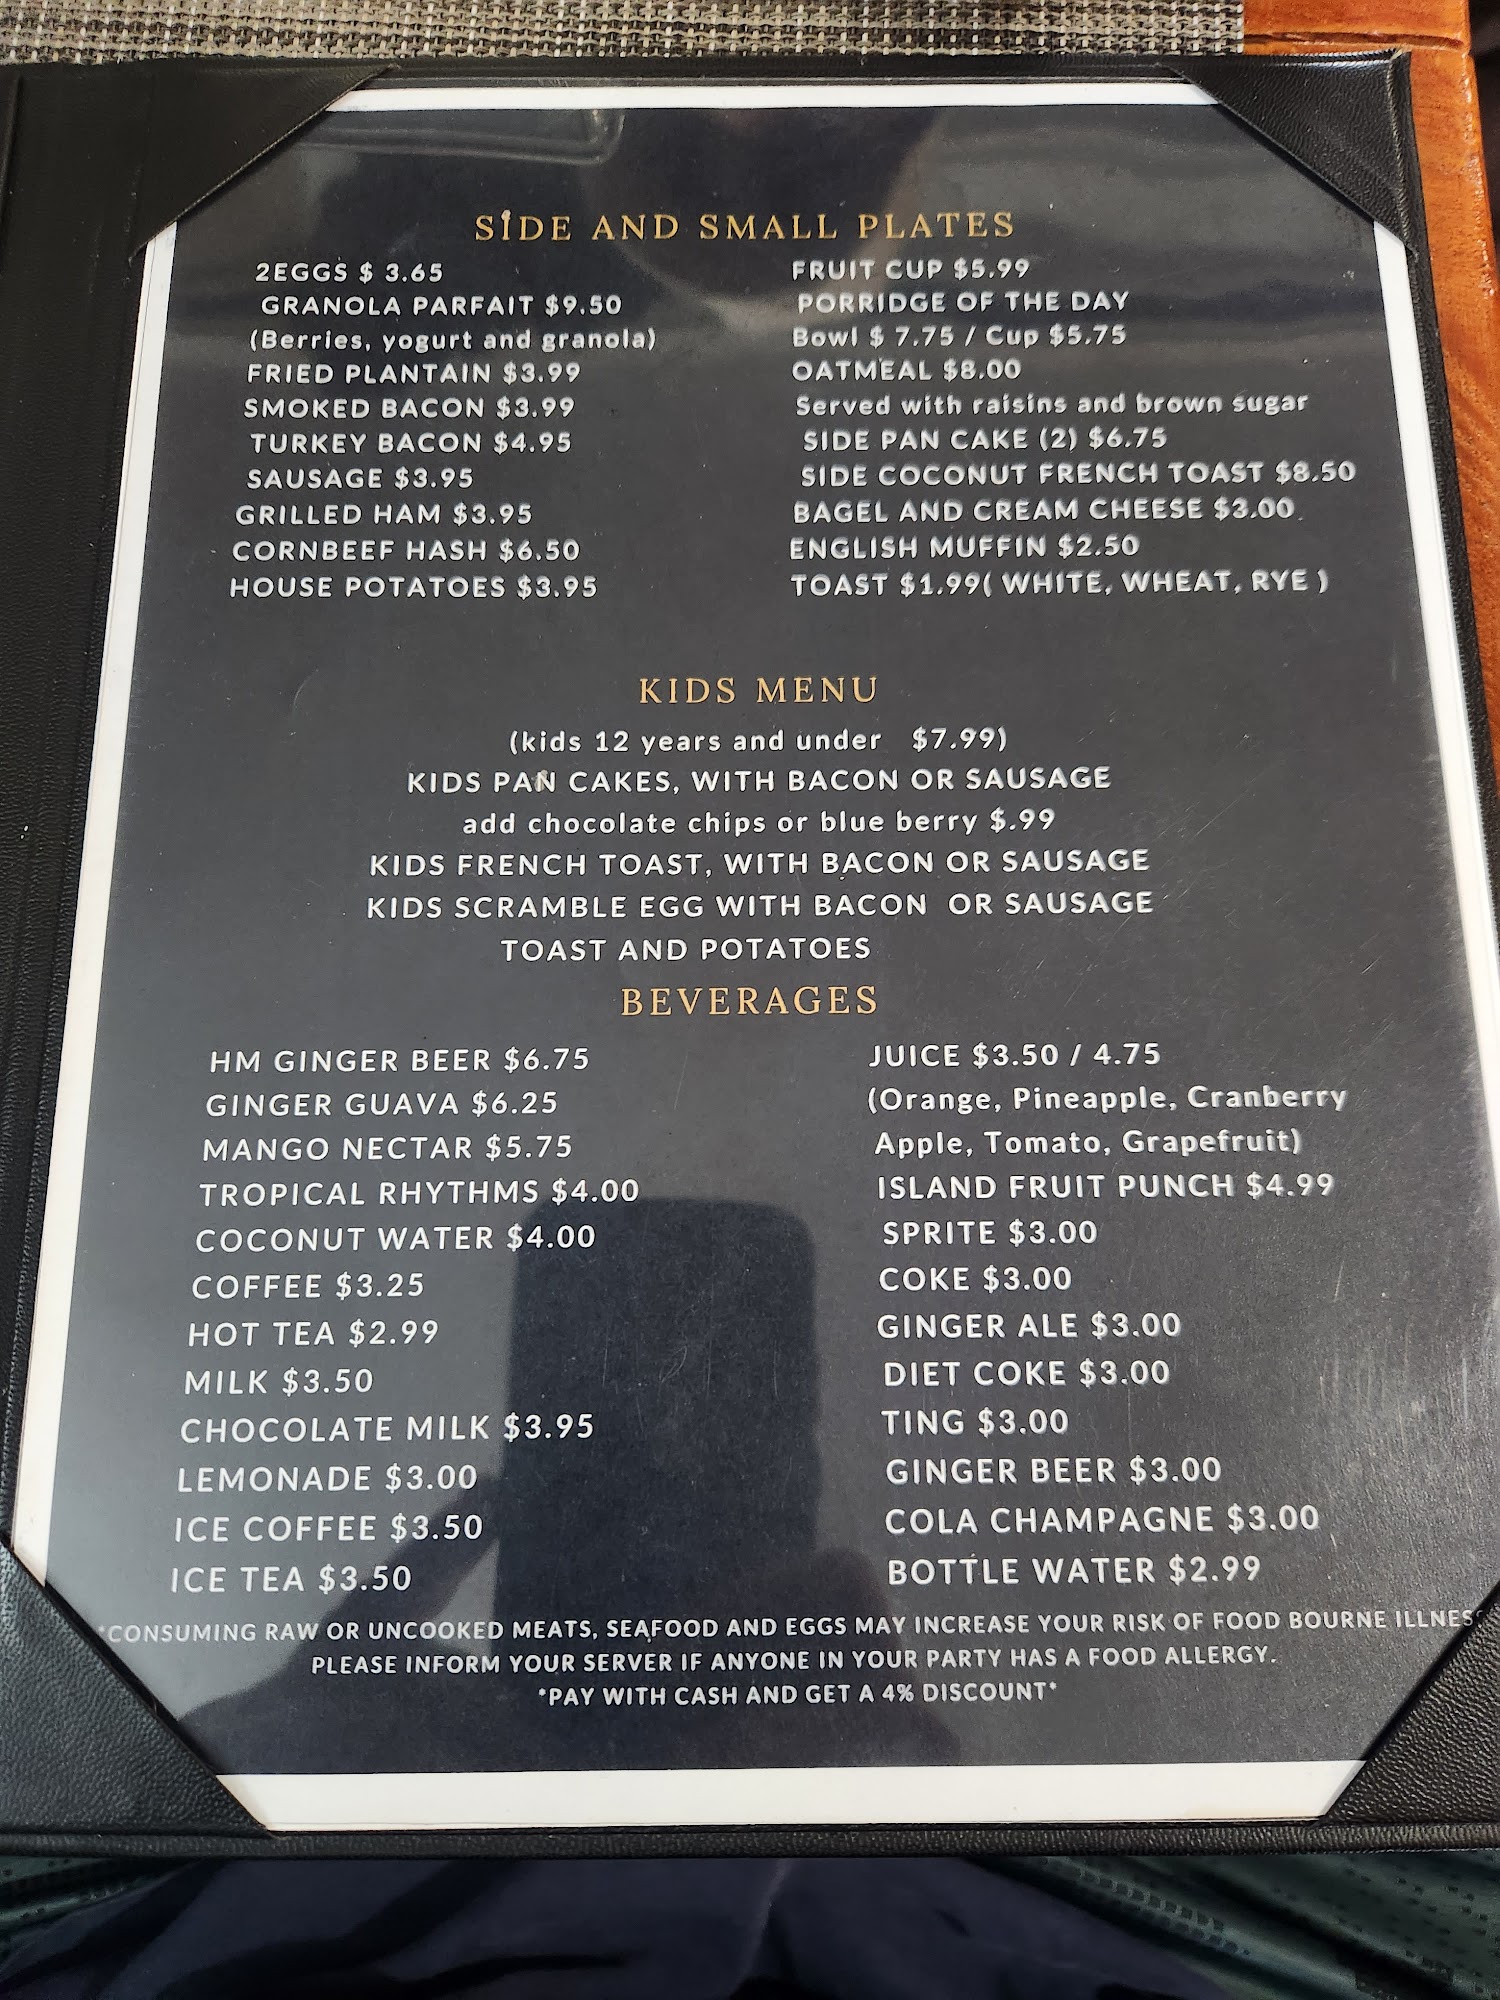 SIDE AND SMALL PLATES
2EGGS $ 3.65
GRANOLA PARFAIT $9.50
(Berries, yogurt and granola)
FRIED PLANTAIN $3.99
SMOKED BACON $3.99
TURKEY BACON $4.95
SAUSAGE $3.95
GRILLED HAM $3.95
CORNBEEF HASH $6.50
HOUSE POTATOES $3.95
FRUIT CUP $5.99
PORRIDGE OF THE DAY
Bowl $ 7.75 / Cup $5.75
OATMEAL $8.00
Served with raisins and brown sugar
SIDE PAN CAKE (2) $6.75
SIDE COCONUT FRENCH TOAST $8.50
BAGEL AND CREAM CHEESE $3.00
ENGLISH MUFFIN $2.50
TOAST $1.99( WHITE, WHEAT, RYE )
KIDS MENU
(kids 12 years and under $7.99)
KIDS PAN CAKES, WITH BACON OR SAUSAGE
add chocolate chips or blue berry $.99
KIDS FRENCH TOAST, WITH BACON OR SAUSAGE
KIDS SCRAMBLE EGG WITH BACON OR SAUSAGE
TOAST AND POTATOES
BEVERAGES
HM GINGER BEER $6.75
GINGER GUAVA $6.25
MANGO NECTAR $5.75
TROPICAL RHYTHMS $4.00
COCONUT WATER $4.00
COFFEE $3.25
HOT TEA $2.99
MILK $3.50
CHOCOLATE MILK $3.95
LEMONADE $3.00
ICE COFFEE $3.50
ICE TEA $3.50
JUICE $3.50 / 4.75
(Orange, Pineapple, Cranberry
Apple, Tomato, Grapefruit)
ISLAND FRUIT PUNCH $4.99
SPRITE $3.00
COKE $3.00
GINGER ALE $3.00
DIET COKE $3.00
TING $3.00
GINGER BEER $3.00
COLA CHAMPAGNE $3.00
BOTTLE WATER $2.99
*CONSUMING RAW OR UNCOOKED MEATS, SEAFOOD AND EGGS MAY INCREASE YOUR RISK OF FOOD BOURNE ILLNES
PLEASE INFORM YOUR SERVER IF ANYONE IN YOUR PARTY HAS A FOOD ALLERGY.
*PAY WITH CASH AND GET A 4% DISCOUNT*